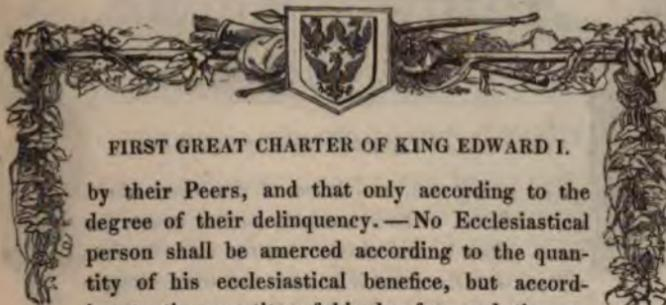 FIRST GREAT CHARTER OF KING EDWARD I.
by their Peers, and that only according to the
degree of their delinquency. — No Ecclesiastical
person shall be amerced according to the quan-
tity of his ecclesiastical benefice, but accord-